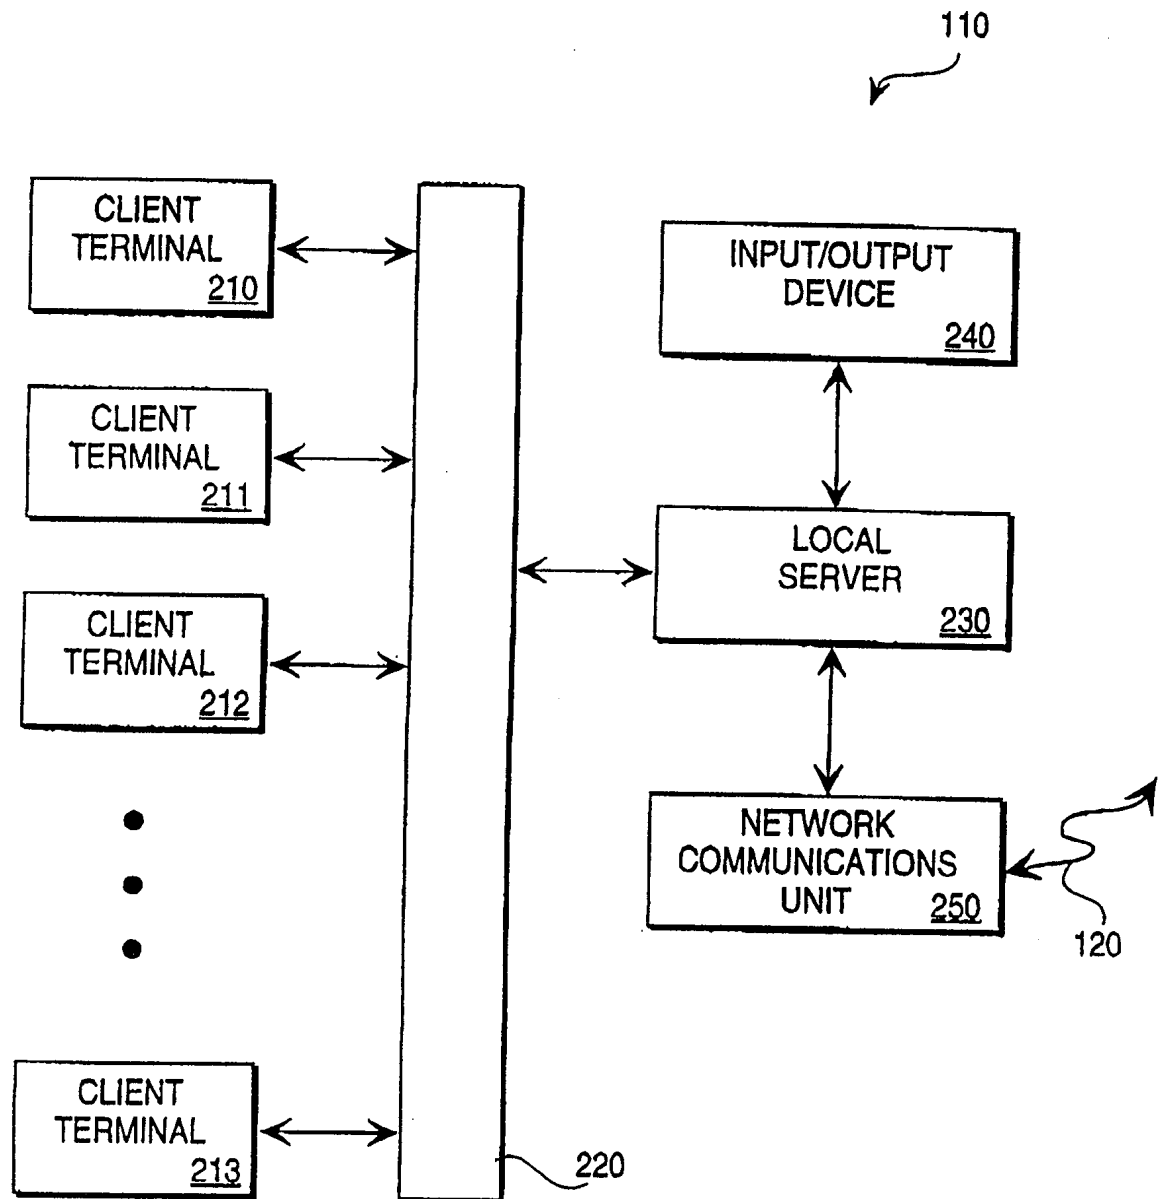 110
CLIENT
TERMINAL
210
INPUT/OUTPUT
DEVICE
240
CLIENT
TERMINAL
211
LOCAL
SERVER
230
CLIENT
TERMINAL
212
NETWORK
COMMUNICATIONS
UNIT
250
120
CLIENT
TERMINAL
213
220